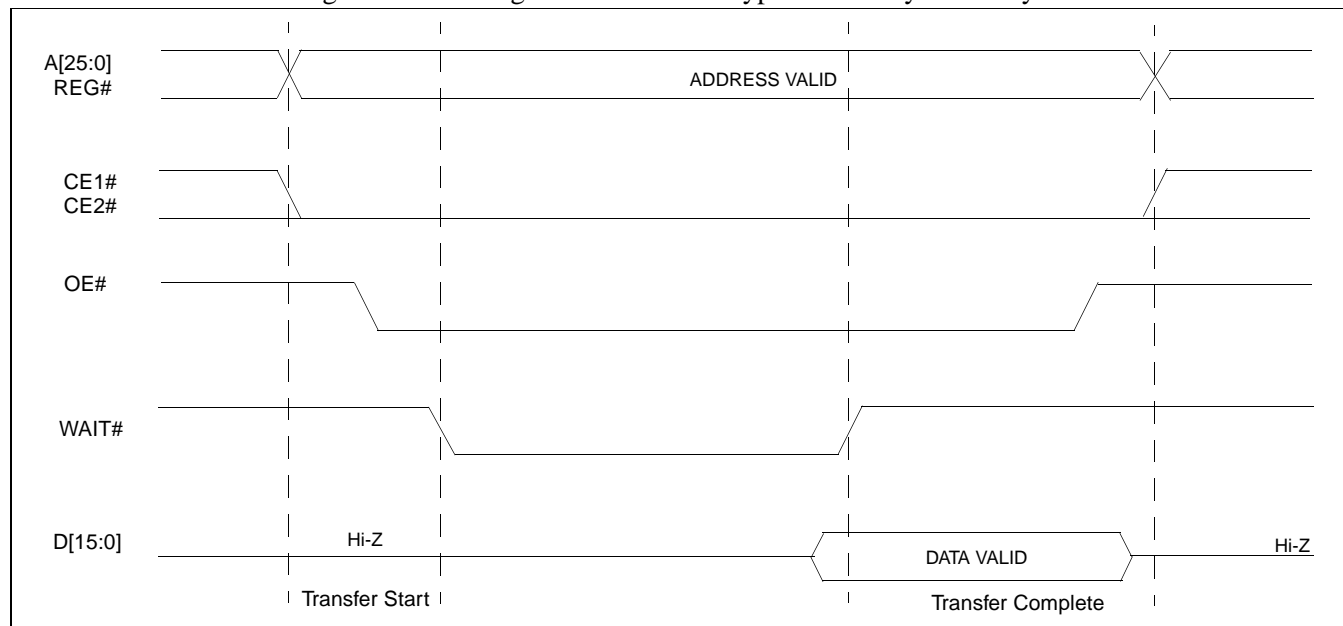 A[25:0]
REG#
ADDRESS VALID
CE1#
CE2#
OE#
WAIT#
D[15:0]
Hi-Z
DATA VALID
Hi-Z
Transfer Start
Transfer Complete